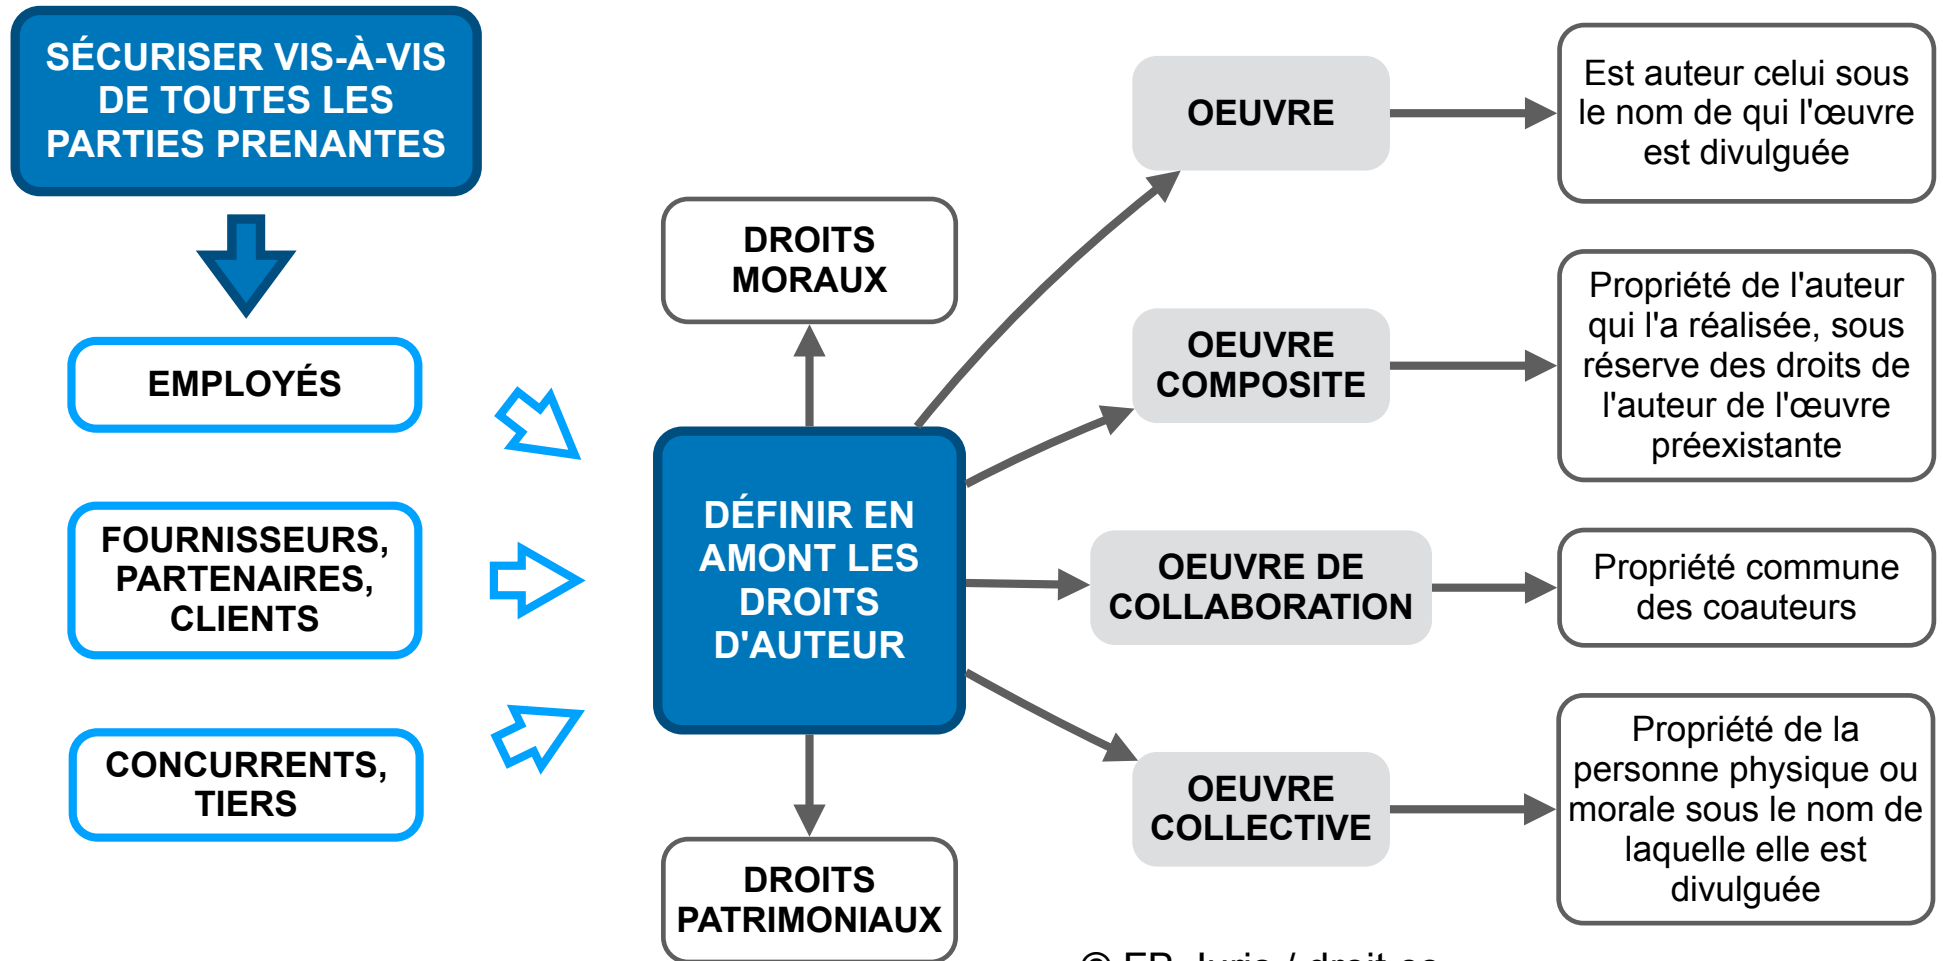 SÉCURISER VIS-À-VIS
DE TOUTES LES
PARTIES PRENANTES
EMPLOYÉS
FOURNISSEURS,
PARTENAIRES,
CLIENTS
CONCURRENTS,
TIERS
DROITS
MORAUX
DÉFINIR EN
AMONT LES
DROITS
D'AUTEUR
DROITS
PATRIMONIAUX
OEUVRE
Est auteur celui sous
le nom de qui l'œuvre
est divulguée
OEUVRE
COMPOSITE
Propriété de l'auteur
qui l'a réalisée, sous
réserve des droits de
l'auteur de l'œuvre
préexistante
OEUVRE DE
COLLABORATION
Propriété commune
des coauteurs
OEUVRE
COLLECTIVE
Propriété de la
personne physique ou
morale sous le nom de
laquelle elle est
divulguée